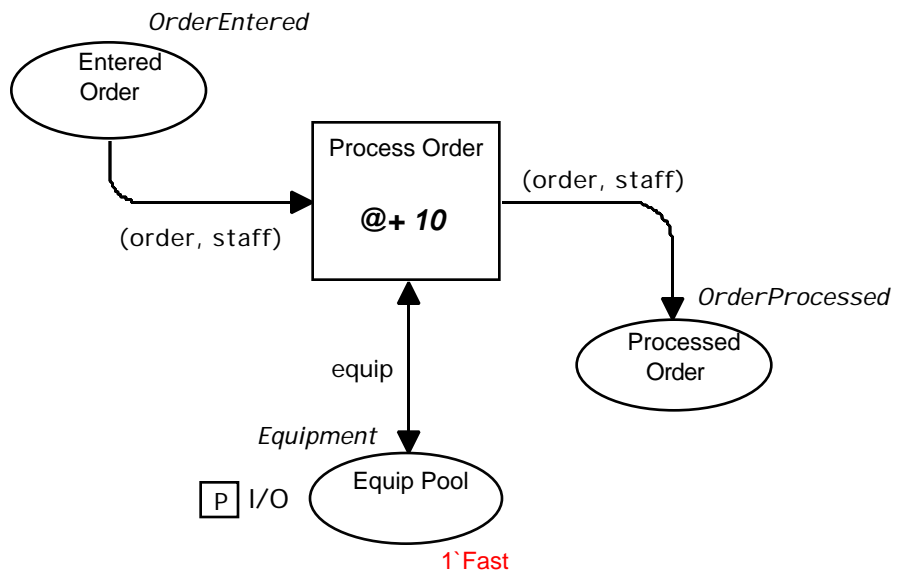 OrderEntered
Entered
Order
Process Order
@+ 10
(order, staff)
(order, staff)
OrderProcessed
Processed
Order
equip
Equipment
Equip Pool
P I/O
1`Fast